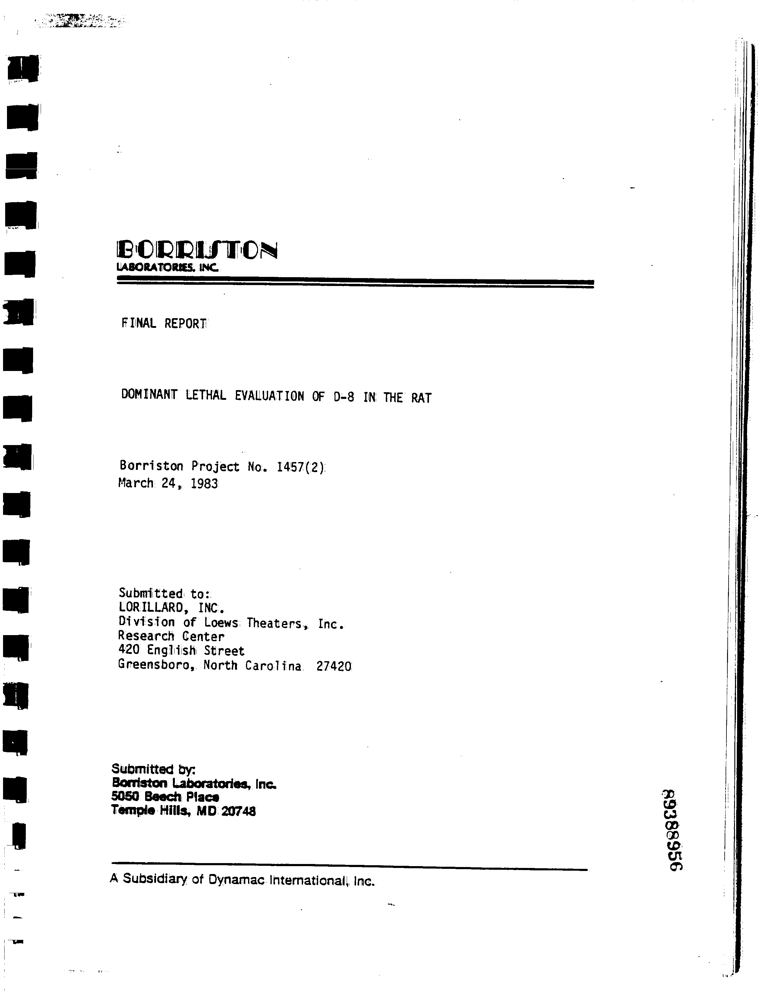 BORRISTON
LABORATORIES, INC.
FINAL REPORT
DOMINANT LETHAL EVALUATION OF D-8 IN THE RAT
Borriston Project No. 1457(2)
March 24, 1983
Submitted to:
LORILLARD, INC.
Division of Loews Theaters, Inc.
Research Center
420 English Street
Greensboro, North Carolina 27420
Submitted by:
Borriston Laboratories, Inc.
5050 Beech Place
Temple Hills, MD 20748
A Subsidiary of Dynamac International, Inc.
89388956